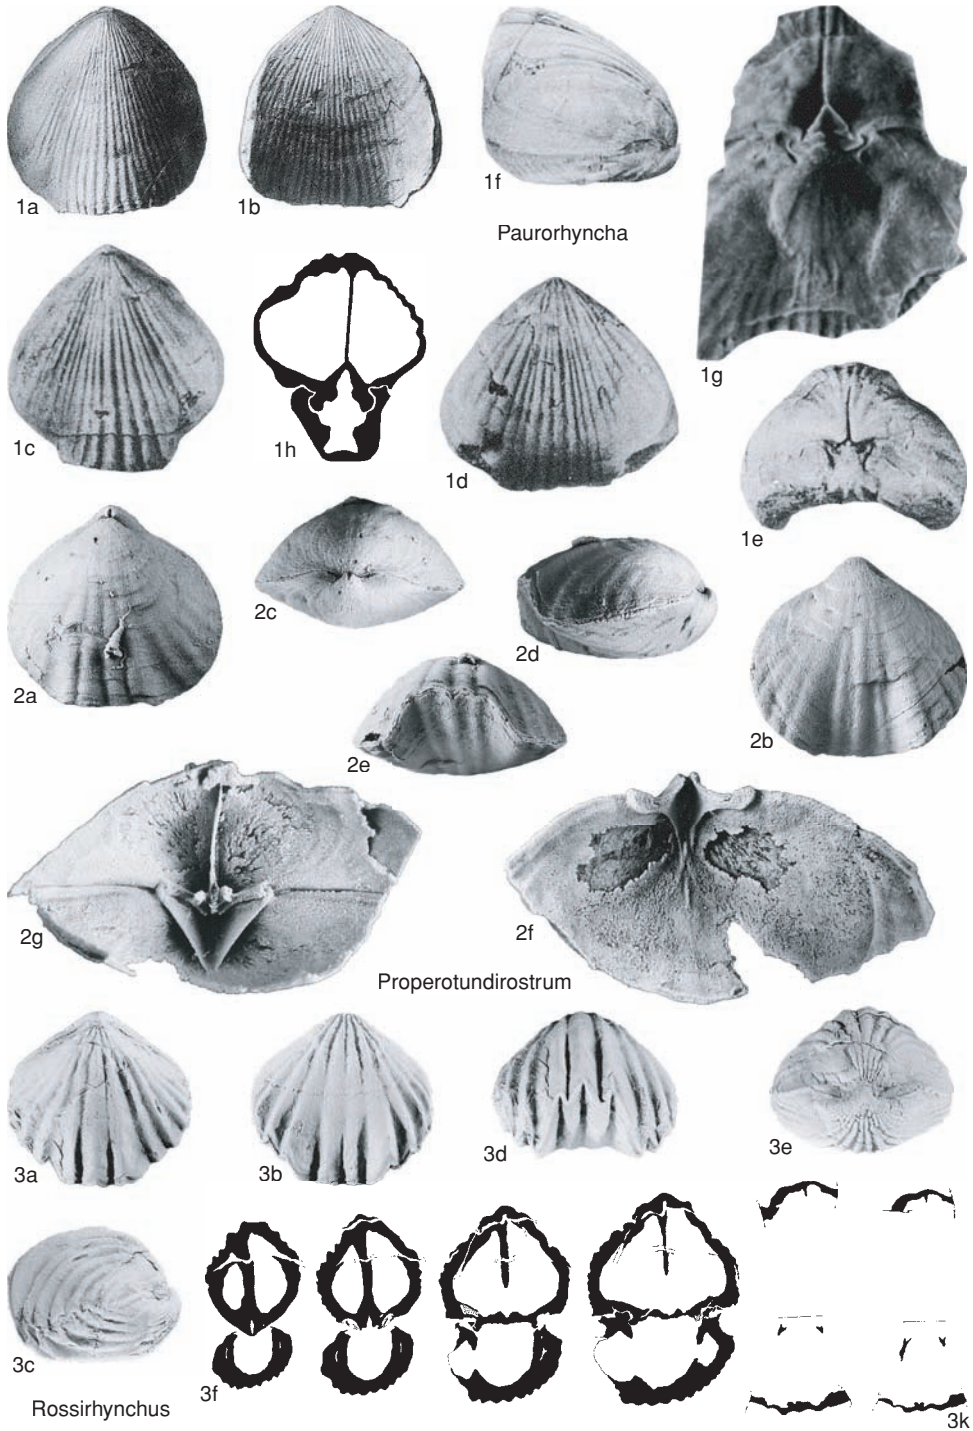 1a
1b
1f
Paurorhyncha
1g
1c
1h
1d
1e
2a
2c
2d
2b
2e
2g
2f
Properotundirostrum
3a
3b
3d
3e
3c
3f
3k
Rossirhynchus